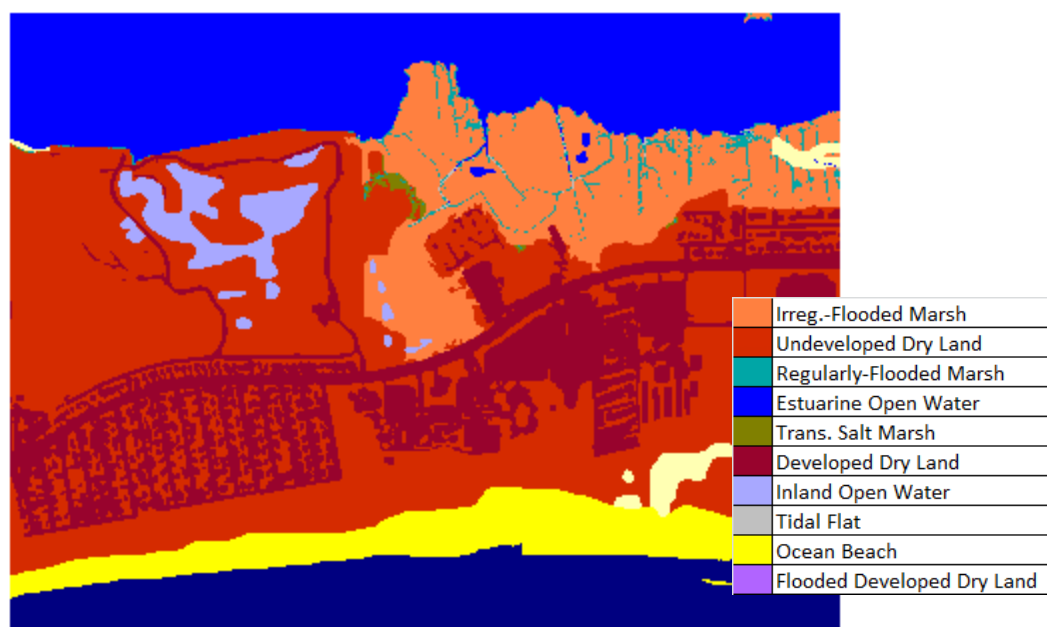 Irreg.-Flooded Marsh
Undeveloped Dry Land
Regularly-Flooded Marsh
Estuarine Open Water
Trans. Salt Marsh
Developed Dry Land
Inland Open Water
Tidal Flat
Ocean Beach
Flooded Developed Dry Land